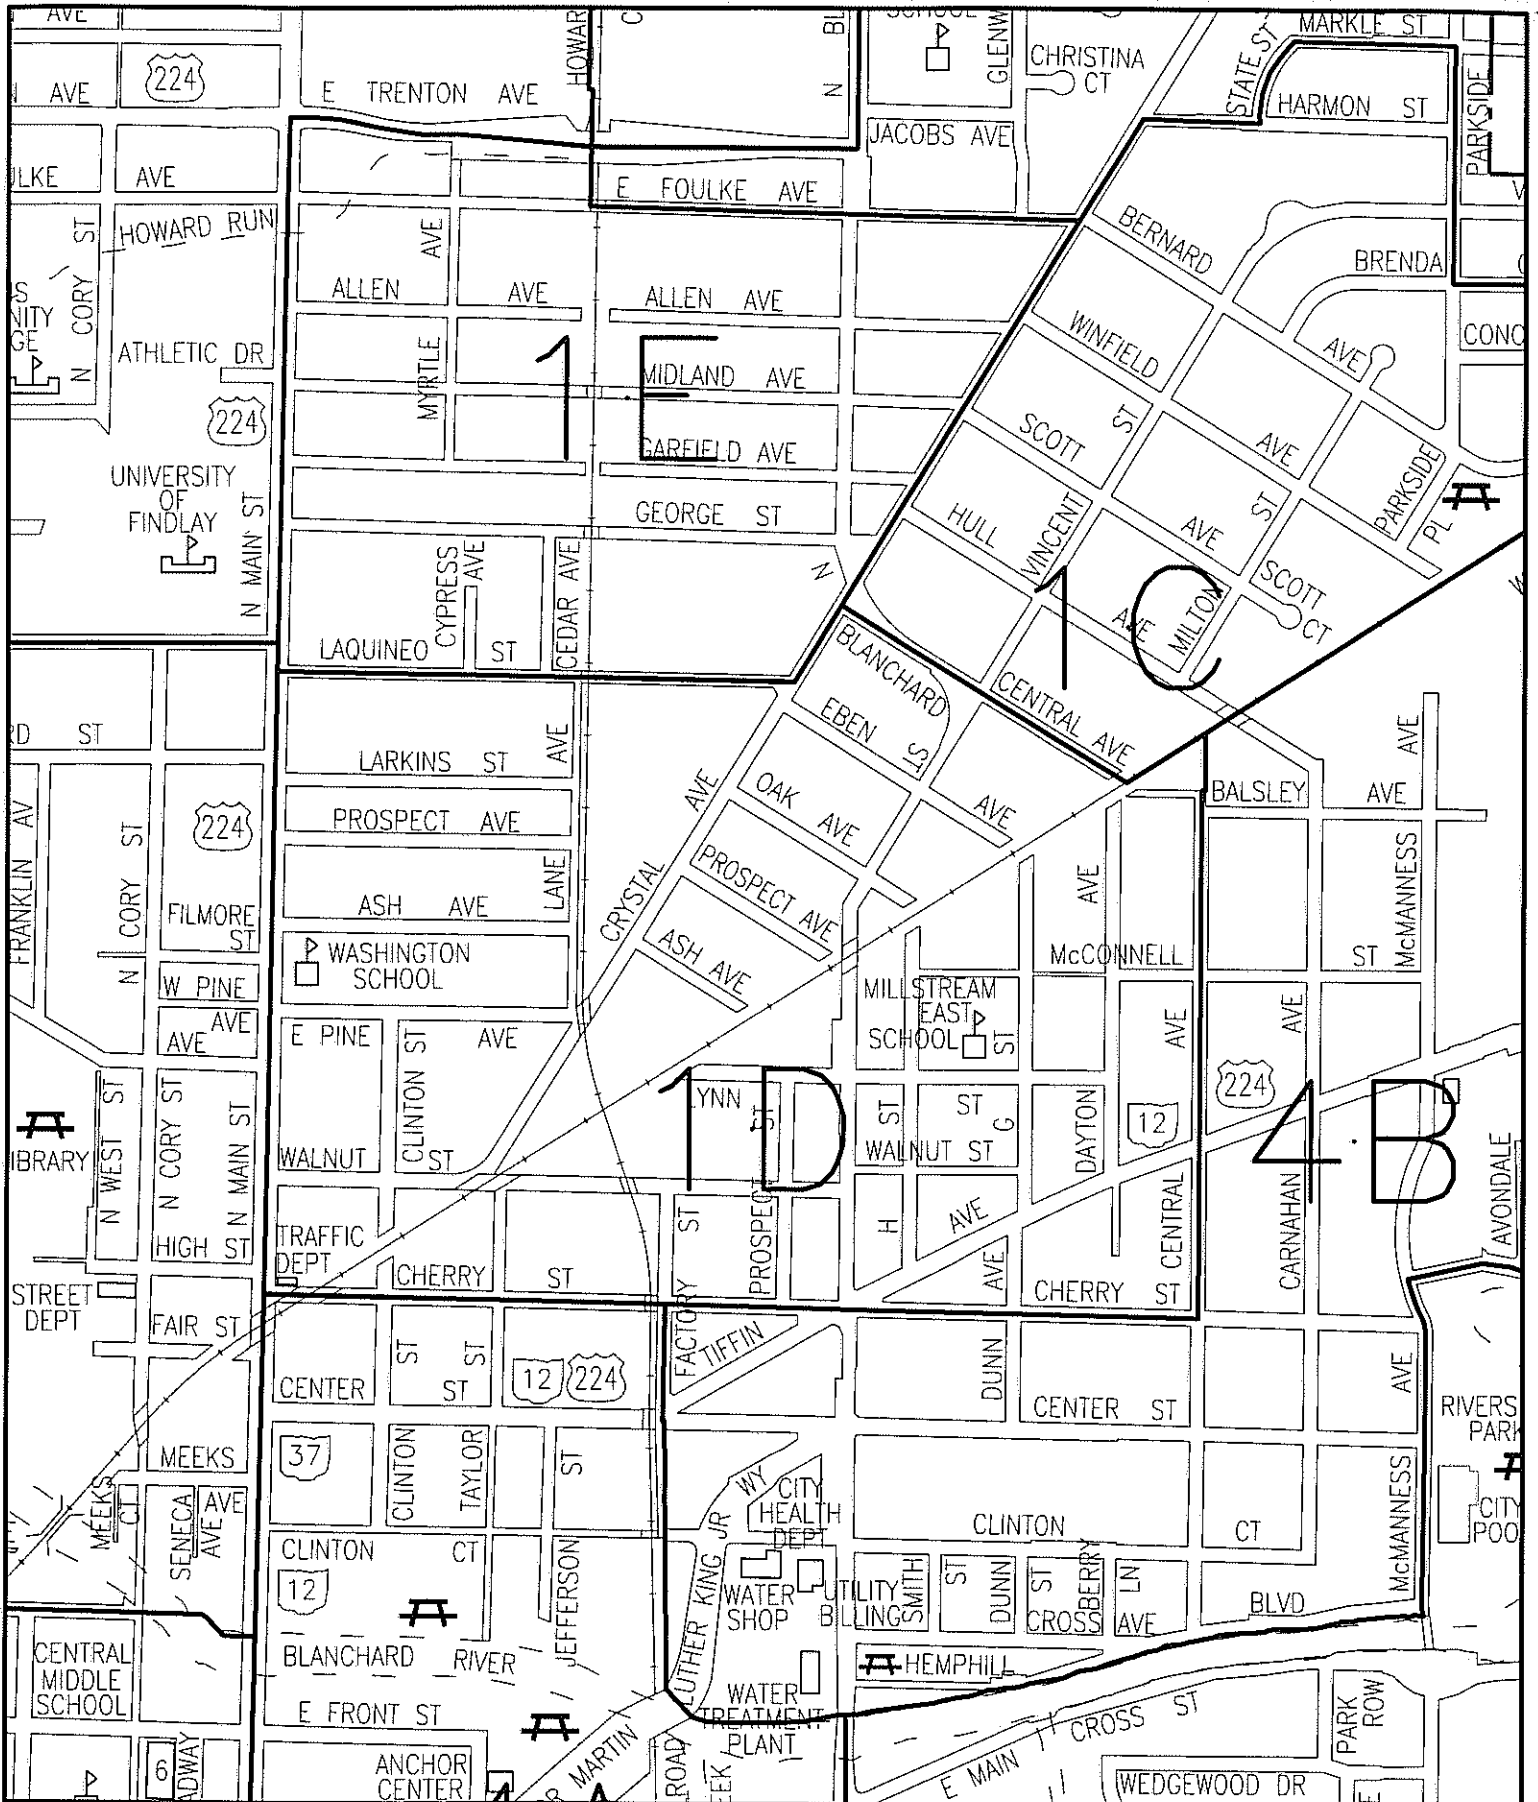 AVE
HOWAR
SCHOOL
GLENW
CHRISTINA
CT
STATE ST
MARKLE ST
224
AVE
E TRENTON AVE
N
N
BL
JACOBS AVE
HARMON ST
PARKSIDE
ULKE AVE
E FOULKE AVE
HOWARD RUN
N CORY ST
AVE
BERNARD
BRENDA
ALLEN AVE
ALLEN AVE
WINFIELD
AVE
CONC
ATHLETIC DR
MYRTLE
1E
MIDLAND AVE
224
SCOTT
ST
AVE
GARFIELD AVE
UNIVERSITY
OF
FINDLAY
GEORGE ST
HULL
VINCENT
AVE
ST
PARKSIDE
PL
N MAIN ST
CYPRESS
AVE
CEDAR AVE
N
1C
AVE
MILTON
SCOTT
CT
LAQUINEO ST
BLANCHARD
ST
CENTRAL AVE
RD ST
LARKINS ST
AVE
EBEN
AVE
AVE
OAK AVE
AVE
BALSLEY AVE
FRANKLIN AV
N CORY ST
224
PROSPECT AVE
PROSPECT AVE
AVE
McMANNESS
FILMORE
ST
ASH AVE
LANE
CRYSTAL
ASH AVE
McCONNELL ST
WASHINGTON
SCHOOL
W PINE
AVE
AVE
MILLSTREAM
EAST
SCHOOL
ST
AVE
AVE
E PINE AVE
CLINTON ST
1D
LYNN ST
ST
224
4B
IBRARY
N WEST ST
N CORY ST
N MAIN ST
WALNUT ST
ST
WALNUT ST
H
G
DAYTON
12
CENTRAL
CARNAHAN
AVONDALE
HIGH ST
TRAFFIC
DEPT
ST
PROSPECT
AVE
AVE
STREET
DEPT
CHERRY ST
CHERRY ST
FAIR ST
FACTORY
TIFFIN
DUNN
AVE
ST
ST
12
224
CENTER ST
CENTER ST
RIVERS
PARK
MEEKS
37
CLINTON
TAYLOR
ST
WY
CITY
HEALTH
DEPT
McMANNESS
CITY
POO
MEEKS
CT
SENECA
AVE
AVE
CLINTON CT
CLINTON CT
12
JEFFERSON
LUTHER KING JR
WATER
SHOP
UTILITY
BILLING
SMITH
ST
DUNN
ST
BERRY
LN
CROSS AVE
BLVD
CENTRAL
MIDDLE
SCHOOL
BLANCHARD RIVER
HEMPHILL
E FRONT ST
WATER
TREATMENT
PLANT
CROSS ST
E MAIN
PARK
ROW
6
ADWAY
ANCHOR
CENTER
MARTIN
ROAD
EEK
WEDGEWOOD DR